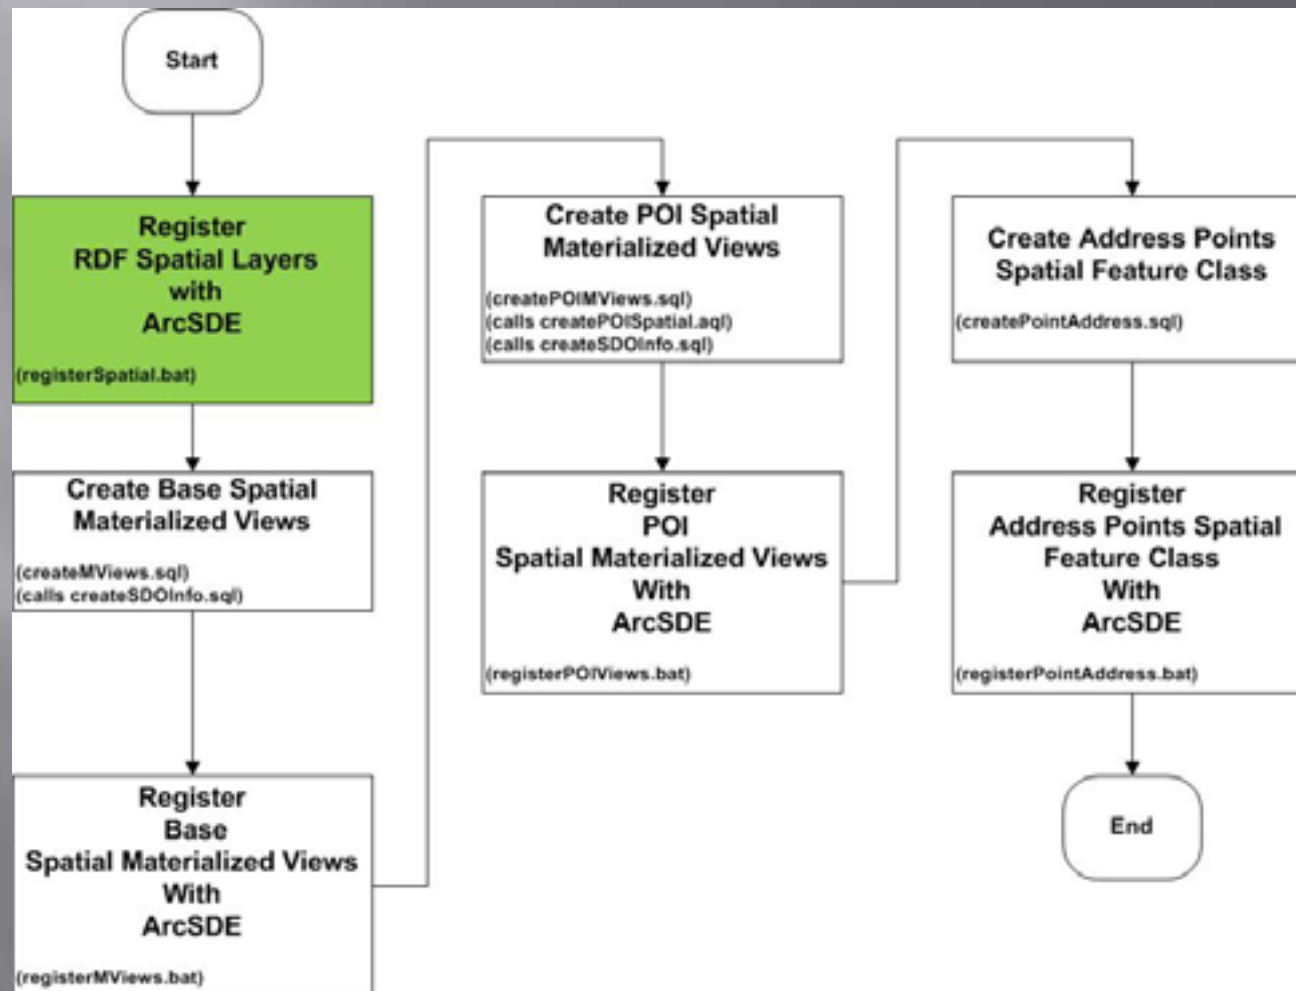 Start
Register
RDF Spatial Layers
with
ArcSDE
(registerSpatial.bat)
Create Base Spatial
Materialized Views
(createMViews.sql)
(calls createSDOInfo.sql)
Register
Base
Spatial Materialized Views
With
ArcSDE
(registerMViews.bat)
Create POI Spatial
Materialized Views
(createPOIMViews.sql)
(calls createPOISpatial.aql)
(calls createSDOInfo.sql)
Register
POI
Spatial Materialized Views
With
ArcSDE
(registerPOIViews.bat)
Create Address Points
Spatial Feature Class
(createPointAddress.sql)
Register
Address Points Spatial
Feature Class
With
ArcSDE
(registerPointAddress.bat)
End